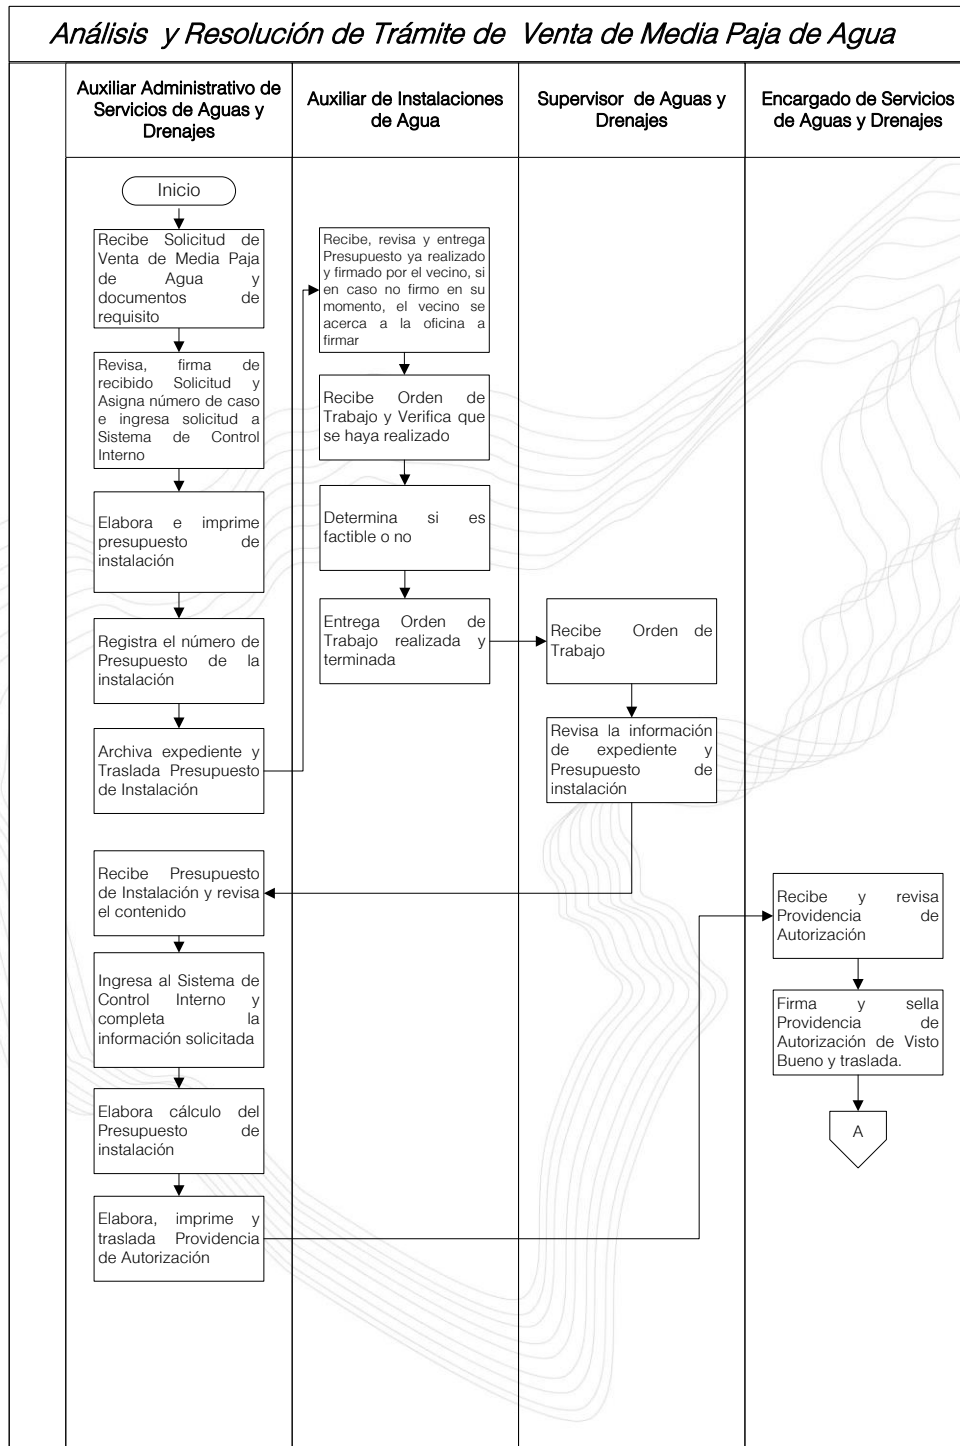 Análisis y Resolución de Trámite de Venta de Media Paja de Agua
Auxiliar Administrativo de
Servicios de Aguas y
Drenajes
Auxiliar de Instalaciones
de Agua
Supervisor de Aguas y
Drenajes
Encargado de Servicios
de Aguas y Drenajes
Inicio
Recibe Solicitud de
Venta de Media Paja
de Agua y
documentos de
requisito
Revisa, firma de
recibido Solicitud y
Asigna número de caso
e ingresa solicitud a
Sistema de Control
Interno
Elabora e imprime
presupuesto de
instalación
Registra el número de
Presupuesto de la
instalación
Archiva expediente y
Traslada Presupuesto
de Instalación
Recibe, revisa y entrega
Presupuesto ya realizado
y firmado por el vecino, si
en caso no firmo en su
momento, el vecino se
acerca a la oficina a
firmar
Recibe Orden de
Trabajo y Verifica que
se haya realizado
Determina si es
factible o no
Entrega Orden de
Trabajo realizada y
terminada
Recibe Orden de
Trabajo
Revisa la información
de expediente y
Presupuesto de
instalación
Recibe Presupuesto
de Instalación y revisa
el contenido
Ingresa al Sistema de
Control Interno y
completa la
información solicitada
Elabora cálculo del
Presupuesto de
instalación
Elabora, imprime y
traslada Providencia
de Autorización
Recibe y revisa
Providencia de
Autorización
Firma y sella
Providencia de
Autorización de Visto
Bueno y traslada.
A